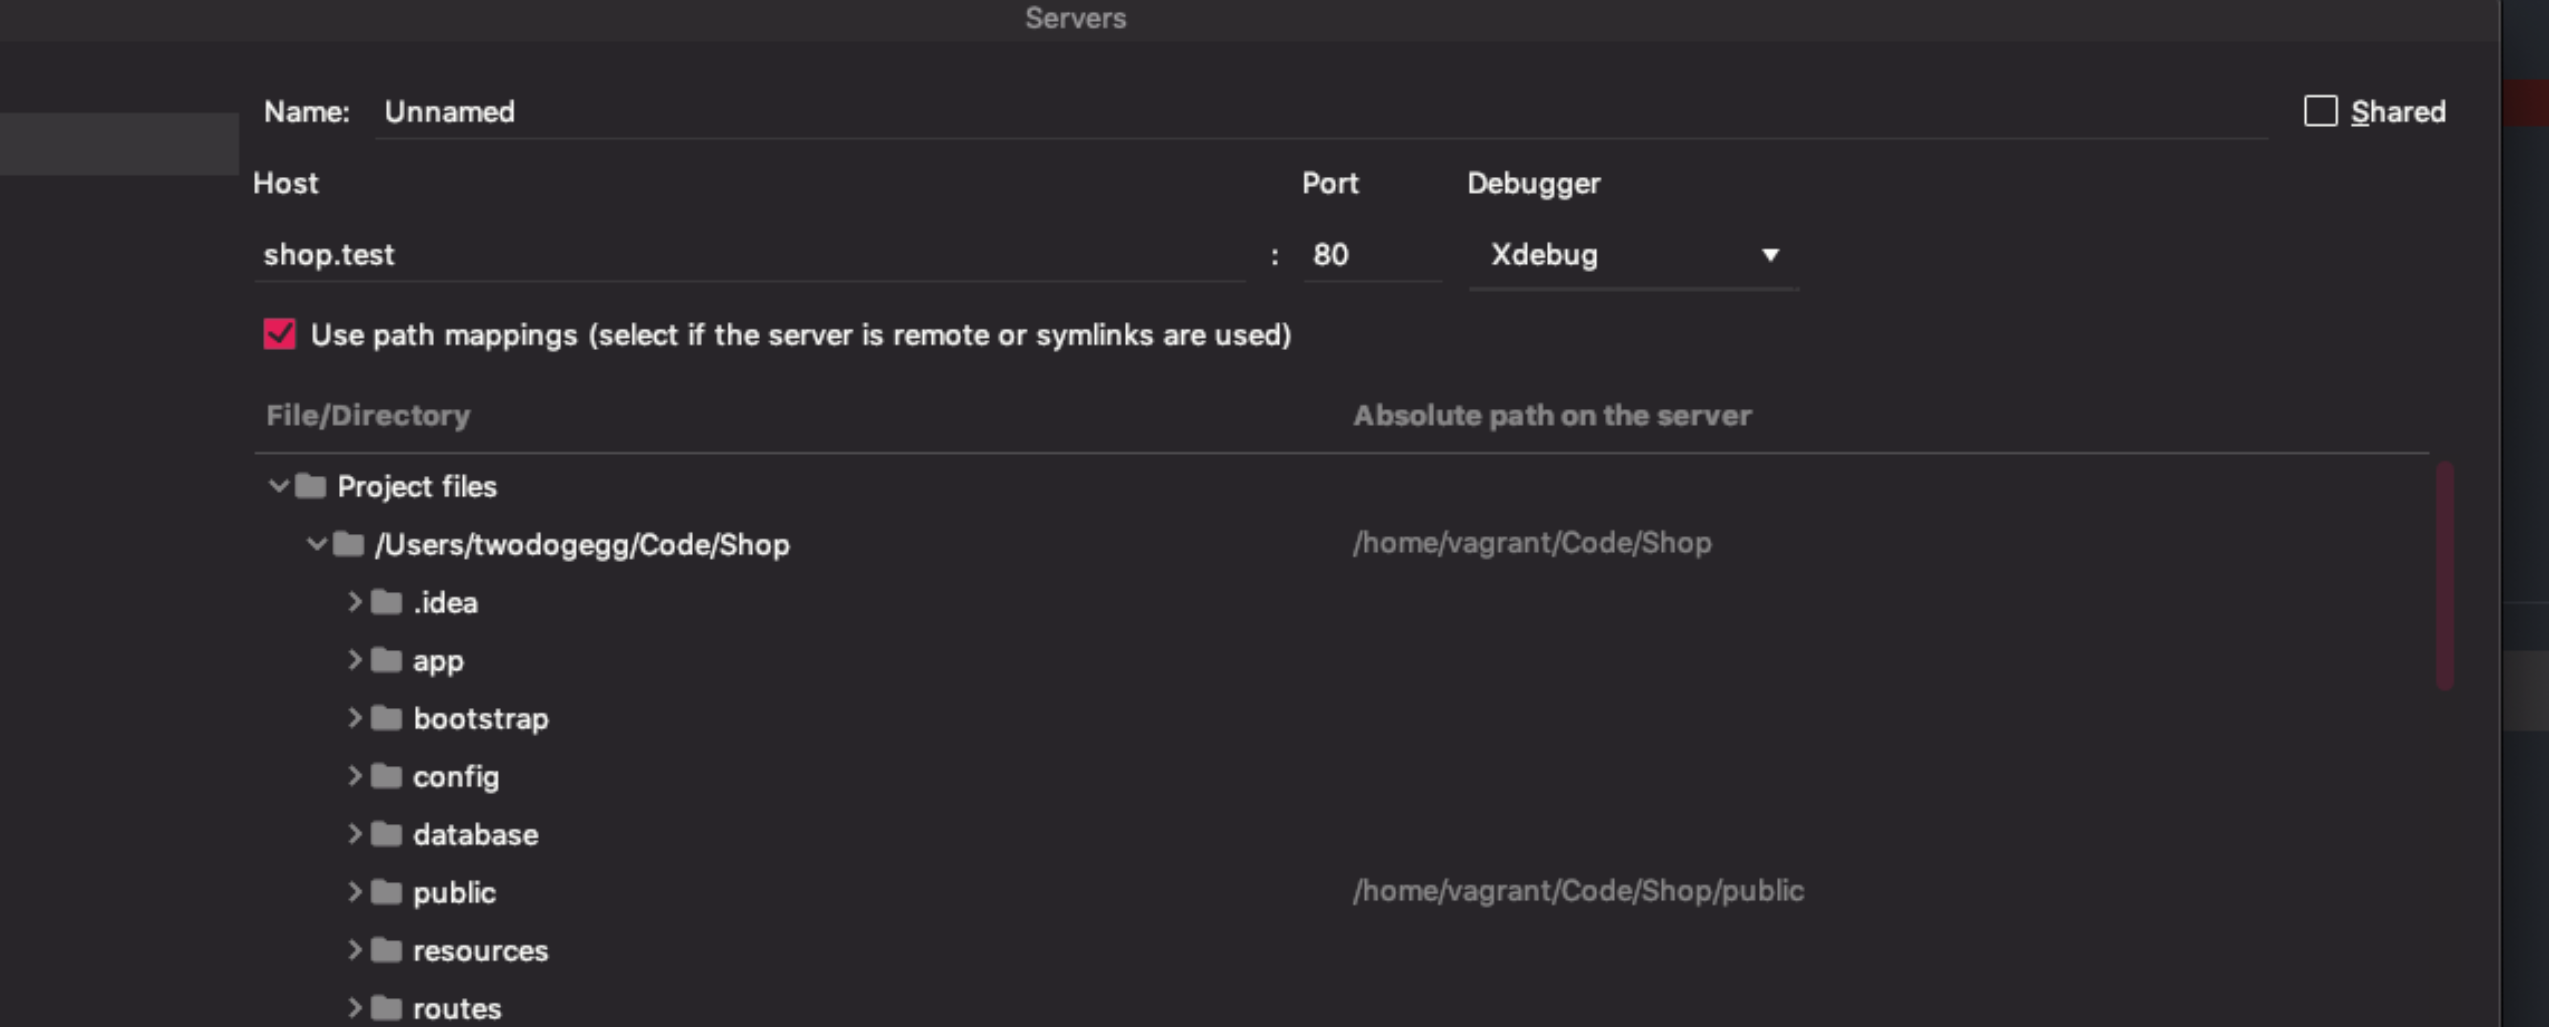 Servers
Name: Unnamed
Shared
Host Port Debugger
shop.test : 80 Xdebug
Use path mappings (select if the server is remote or symlinks are used)
File/Directory Absolute path on the server
Project files
/Users/twodogegg/Code/Shop /home/vagrant/Code/Shop
.idea
app
bootstrap
config
database
public /home/vagrant/Code/Shop/public
resources
routes